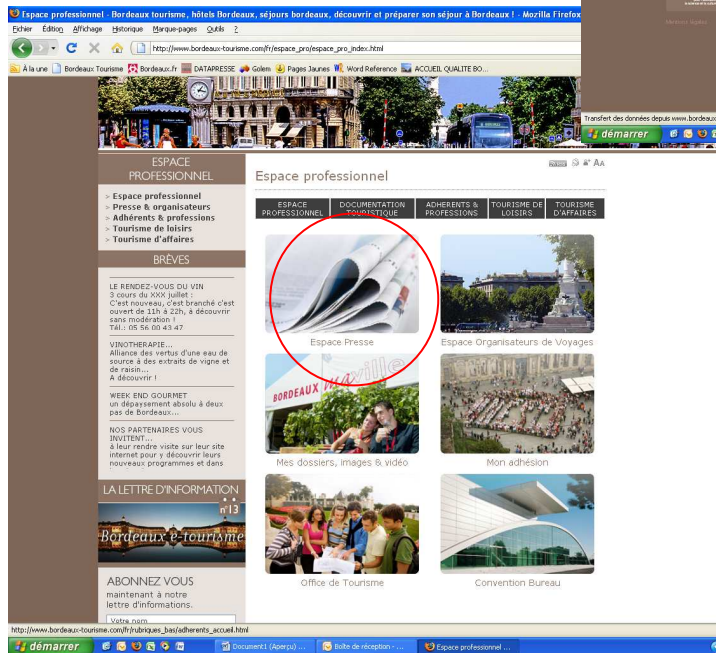 Espace professionnel - Bordeaux tourisme, hôtels Bordeaux, séjours bordeaux, découvrir et préparer son séjour à Bordeaux ! - Mozilla Firefox
Fichier Édition Affichage Historique Marque-pages Outils ?
http://www.bordeaux-tourisme.com/fr/espace_pro/espace_pro_index.html
À la une Bordeaux Tourisme Bordeaux.fr DATAPRESSE Golem Pages Jaunes Word Reference ACCUEIL QUALITE BO...
Transfert des données depuis www.bordeaux
démarrer
ESPACE
PROFESSIONNEL
> Espace professionnel
> Presse & organisateurs
> Adhérents & professions
> Tourisme de loisirs
> Tourisme d'affaires
BRÈVES
LE RENDEZ-VOUS DU VIN
3 cours du XXX juillet :
C'est nouveau, c'est branché c'est
ouvert de 11h à 22h, à découvrir
sans modération !
Tél.: 05 56 00 43 47
VINOTHERAPIE...
Alliance des vertus d'une eau de
source à des extraits de vigne et
de raisin...
A découvrir !
WEEK END GOURMET
un dépaysement absolu à deux
pas de Bordeaux...
NOS PARTENAIRES VOUS
INVITENT...
à leur rendre visite sur leur site
internet pour y découvrir leurs
nouveaux programmes et dans
LA LETTRE D'INFORMATION
n°13
Bordeaux e-tourisme
ABONNEZ VOUS
maintenant à notre
lettre d'informations.
Votre nom
Espace professionnel
AA
ESPACE PROFESSIONNEL
DOCUMENTATION TOURISTIQUE
ADHERENTS & PROFESSIONS
TOURISME DE LOISIRS
TOURISME D'AFFAIRES
Espace Presse
Espace Organisateurs de Voyages
BORDEAUX maville
Mes dossiers, images & vidéo
Mon adhésion
Office de Tourisme
Convention Bureau
http://www.bordeaux-tourisme.com/fr/rubriques_bas/adherents_accueil.html
démarrer
Document1 (Aperçu) ...
Boîte de réception - ...
Espace professionnel ...